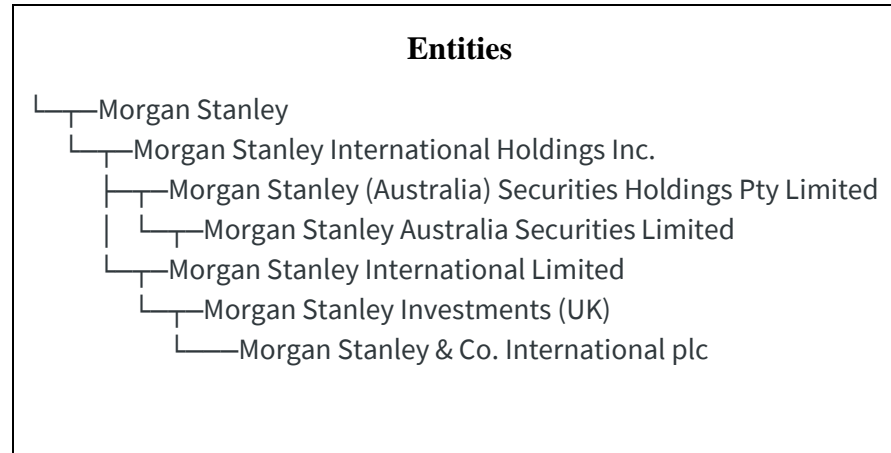 Entities
└─┬─Morgan Stanley
  └─┬─Morgan Stanley International Holdings Inc.
    ├─┬─Morgan Stanley (Australia) Securities Holdings Pty Limited
    │ └─┬─Morgan Stanley Australia Securities Limited
    └─┬─Morgan Stanley International Limited
      └─┬─Morgan Stanley Investments (UK)
        └───Morgan Stanley & Co. International plc